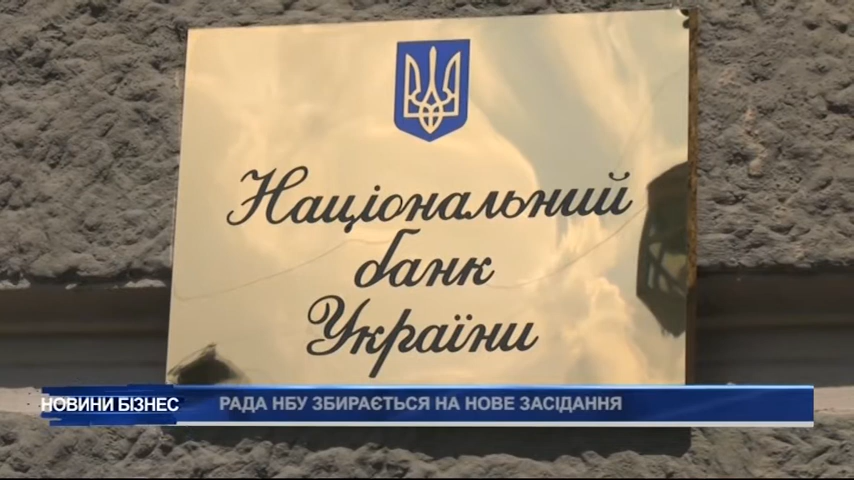 Національний
банк
України
НОВИНИ БІЗНЕС
РАДА НБУ ЗБИРАЄТЬСЯ НА НОВЕ ЗАСІДАННЯ